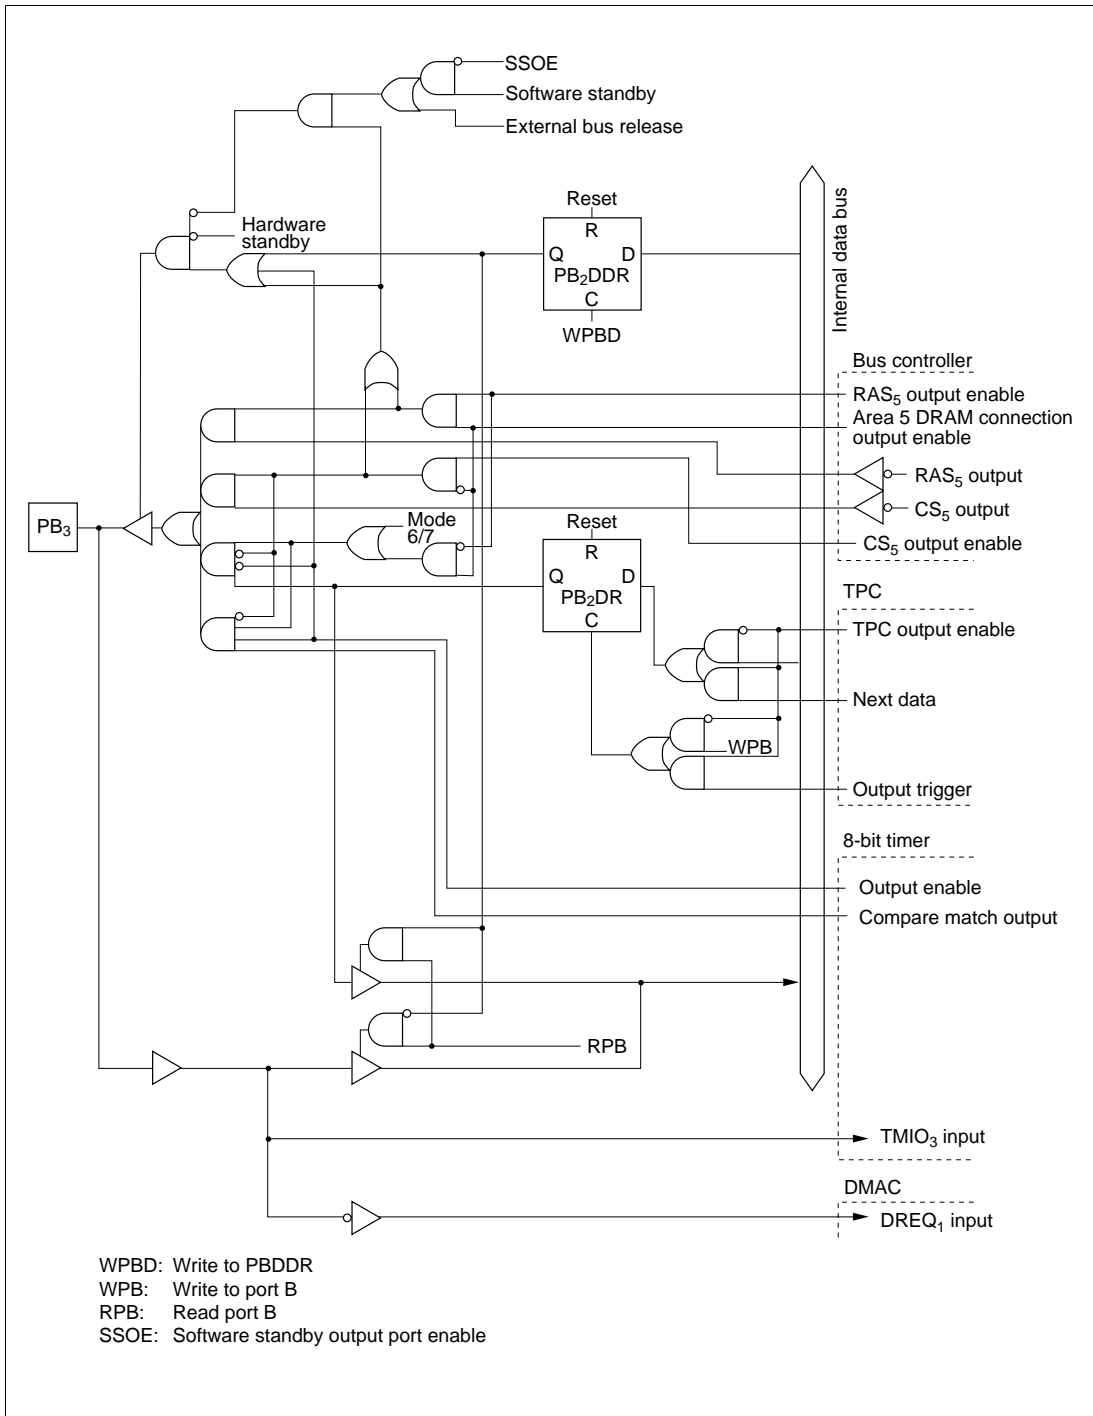 SSOE
Software standby
External bus release
Hardware
standby
Reset
R
Q D
PB2DDR
C
WPBD
Internal data bus
Bus controller
RAS5 output enable
Area 5 DRAM connection
output enable
RAS5 output
CS5 output
CS5 output enable
PB3
Mode
6/7
Reset
R
Q D
PB2DR
C
TPC
TPC output enable
Next data
WPB
Output trigger
8-bit timer
Output enable
Compare match output
RPB
TMIO3 input
DMAC
DREQ1 input
WPBD: Write to PBDDR
WPB: Write to port B
RPB: Read port B
SSOE: Software standby output port enable